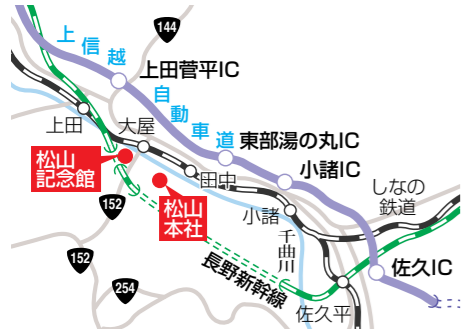 144
上信越自動車道
上田菅平IC
上田
大屋
東部湯の丸IC
松山
記念館
田中
小諸IC
しなの
鉄道
152
松山
本社
小諸
千曲川
152
長野新幹線
佐久IC
254
佐久平